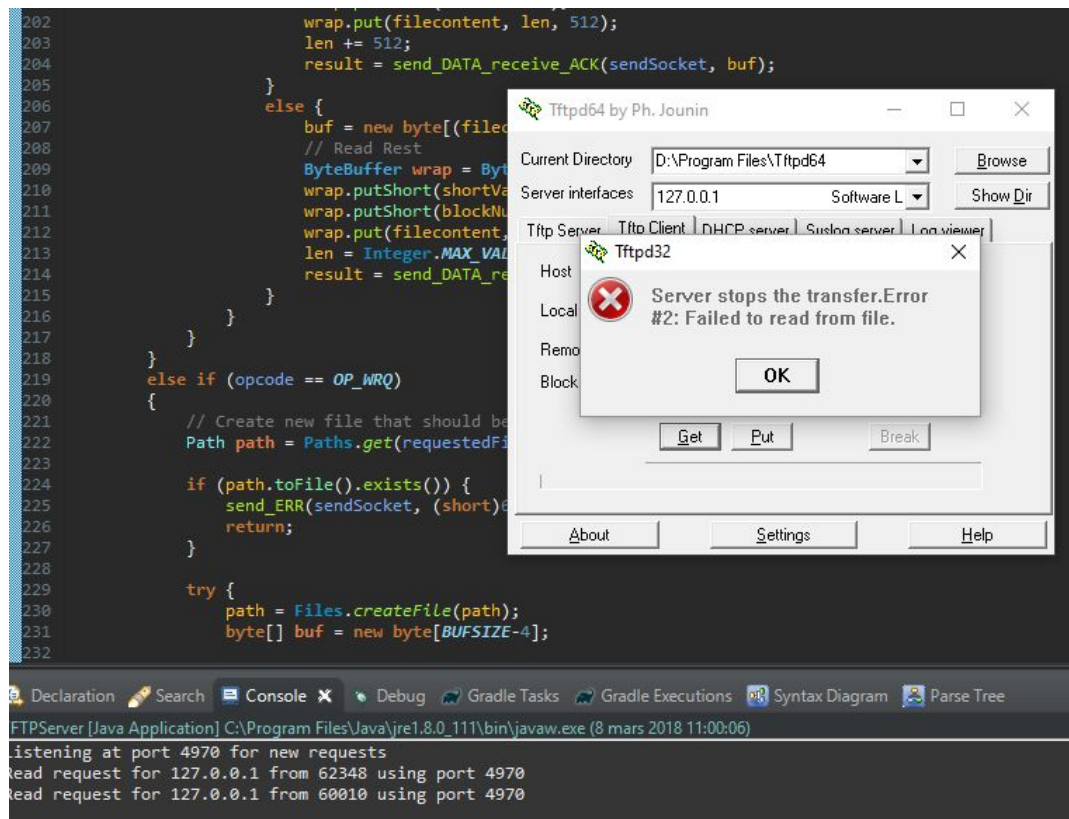 202 wrap.put(filecontent, len, 512);
203 len += 512;
204 result = send_DATA_receive_ACK(sendSocket, buf);
205 }
206 else {
207 buf = new byte[(filec
208 // Read Rest
209 ByteBuffer wrap = Byt
210 wrap.putShort(shortVa
211 wrap.putShort(blockNu
212 wrap.put(filecontent,
213 len = Integer.MAX_VAL
214 result = send_DATA_re
215 }
216 }
217 }
218 }
219 else if (opcode == OP_WRQ)
220 {
221 // Create new file that should be
222 Path path = Paths.get(requestedFi
223
224 if (path.toFile().exists()) {
225 send_ERR(sendSocket, (short)6
226 return;
227 }
228
229 try {
230 path = Files.createFile(path);
231 byte[] buf = new byte[BUFSIZE-4];
232
Tftpd64 by Ph. Jounin
Current Directory D:\Program Files\Tftpd64 Browse
Server interfaces 127.0.0.1 Software L Show Dir
Tftp Server Tftp Client DHCP server Syslog server Log viewer
Host
Local
Remo
Block
Tftpd32
Server stops the transfer.Error
#2: Failed to read from file.
OK
Get Put Break
About Settings Help
Declaration Search Console Debug Gradle Tasks Gradle Executions Syntax Diagram Parse Tree
FTPServer [Java Application] C:\Program Files\Java\jre1.8.0_111\bin\javaw.exe (8 mars 2018 11:00:06)
Listening at port 4970 for new requests
Read request for 127.0.0.1 from 62348 using port 4970
Read request for 127.0.0.1 from 60010 using port 4970